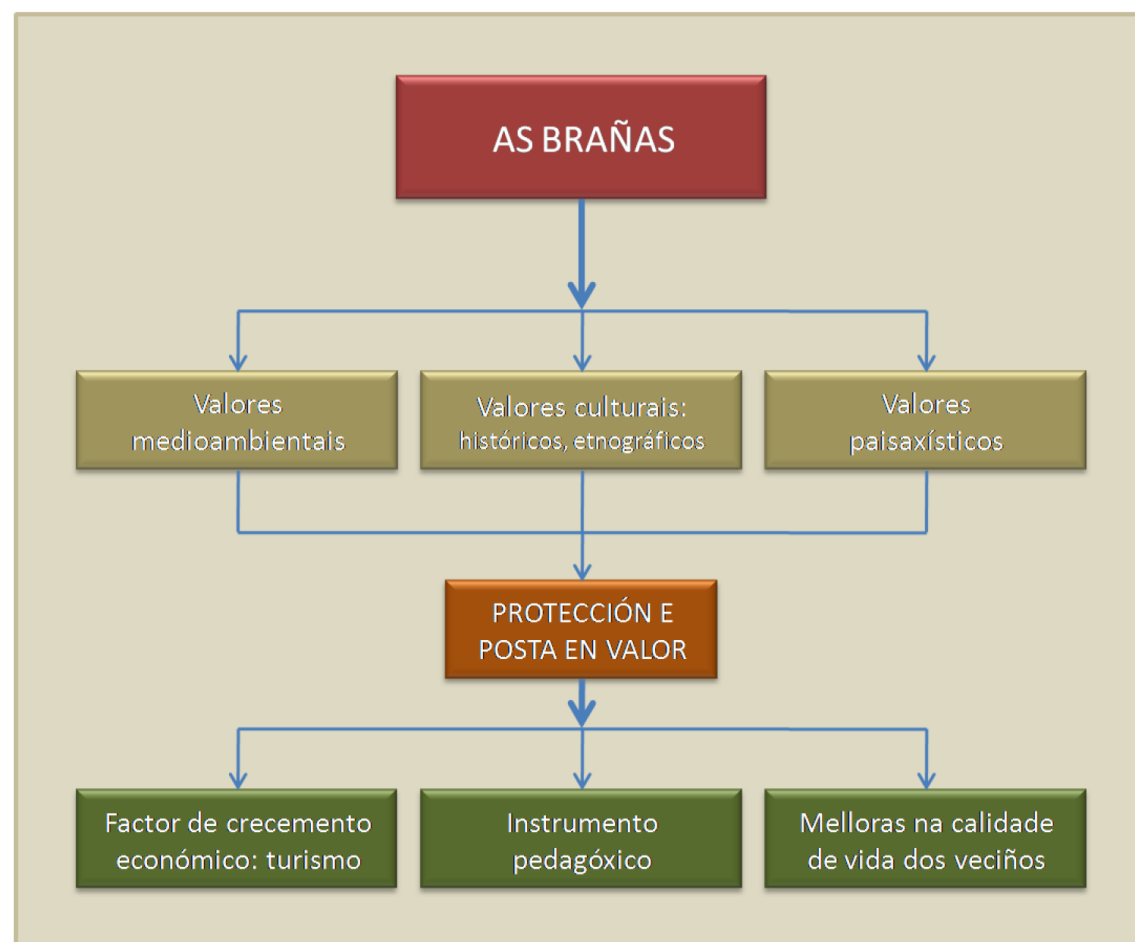 AS BRAÑAS
Valores
medioambientais
Valores culturais:
históricos, etnográficos
Valores
paisaxísticos
PROTECCIÓN E
POSTA EN VALOR
Factor de crecemento
económico: turismo
Instrumento
pedagóxico
Melloras na calidade
de vida dos veciños